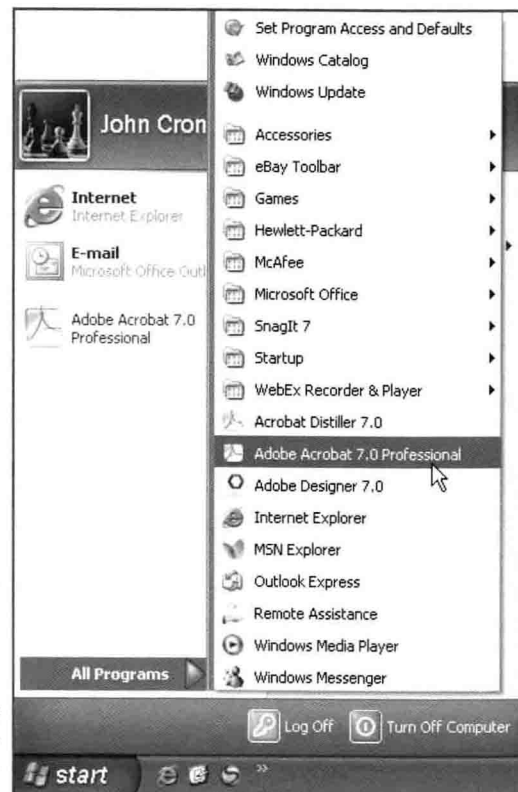 Set Program Access and Defaults
Windows Catalog
Windows Update
John Cron
Accessories
eBay Toolbar
Games
Hewlett-Packard
McAfee
Microsoft Office
SnagIt 7
Startup
WebEx Recorder & Player
Acrobat Distiller 7.0
Adobe Acrobat 7.0 Professional
Adobe Designer 7.0
Internet Explorer
MSN Explorer
Outlook Express
Remote Assistance
Windows Media Player
Windows Messenger
Internet
Internet Explorer
E-mail
Microsoft Office Outl
Adobe Acrobat 7.0
Professional
All Programs
Log Off
Turn Off Computer
start